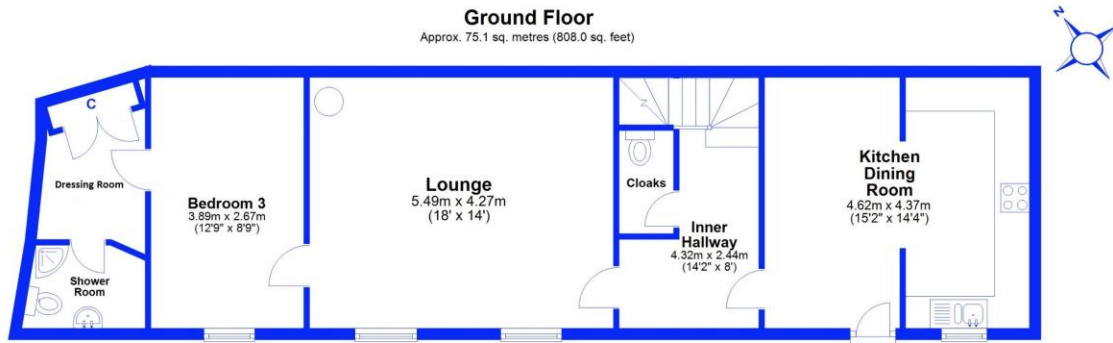 Ground Floor
Approx. 75.1 sq. metres (808.0 sq. feet)
N
C
Dressing Room
Shower
Room
Bedroom 3
3.89m x 2.67m
(12'9" x 8'9")
Lounge
5.49m x 4.27m
(18' x 14')
Cloaks
Inner
Hallway
4.32m x 2.44m
(14'2" x 8')
Kitchen
Dining
Room
4.62m x 4.37m
(15'2" x 14'4")